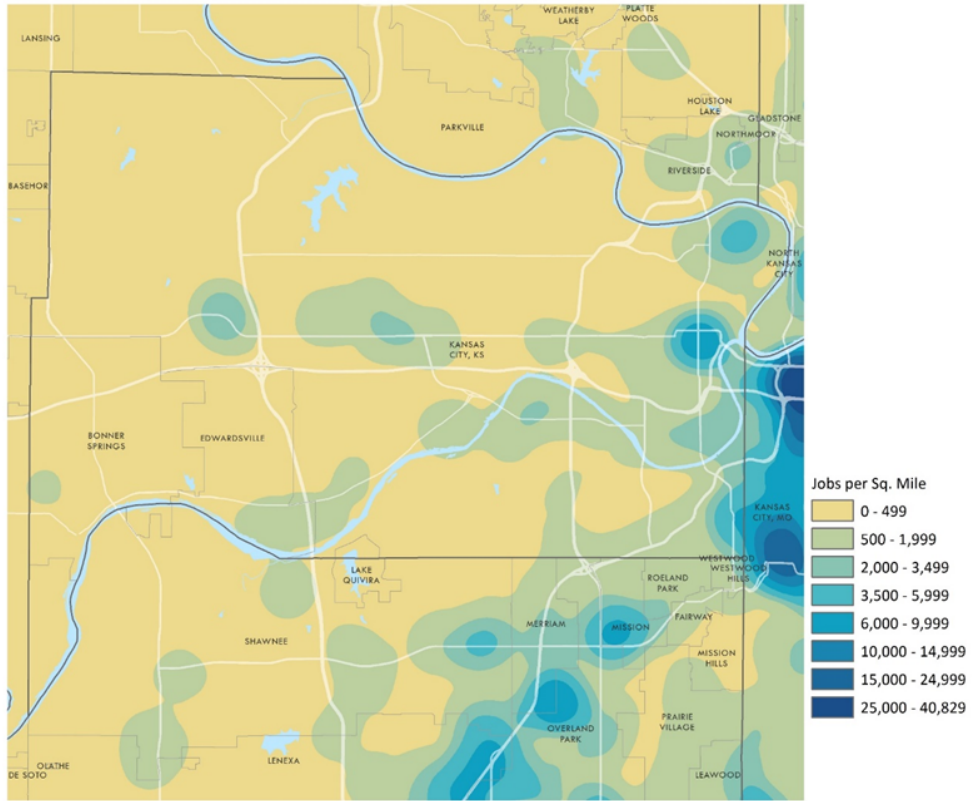 WEATHERBY
LAKE
PLATTE
WOODS
LANSING
HOUSTON
LAKE
GLADSTONE
PARKVILLE
NORTHMOOR
RIVERSIDE
BASEHOR
NORTH
KANSAS
CITY
KANSAS
CITY, KS
BONNER
SPRINGS
EDWARDSVILLE
KANSAS
CITY, MO
WESTWOOD
WESTWOOD
HILLS
LAKE
QUIVIRA
ROELAND
PARK
FAIRWAY
MERRIAM
MISSION
SHAWNEE
MISSION
HILLS
PRAIRIE
VILLAGE
OVERLAND
PARK
LENEXA
OLATHE
DE SOTO
LEAWOOD
Jobs per Sq. Mile
0 - 499
500 - 1,999
2,000 - 3,499
3,500 - 5,999
6,000 - 9,999
10,000 - 14,999
15,000 - 24,999
25,000 - 40,829